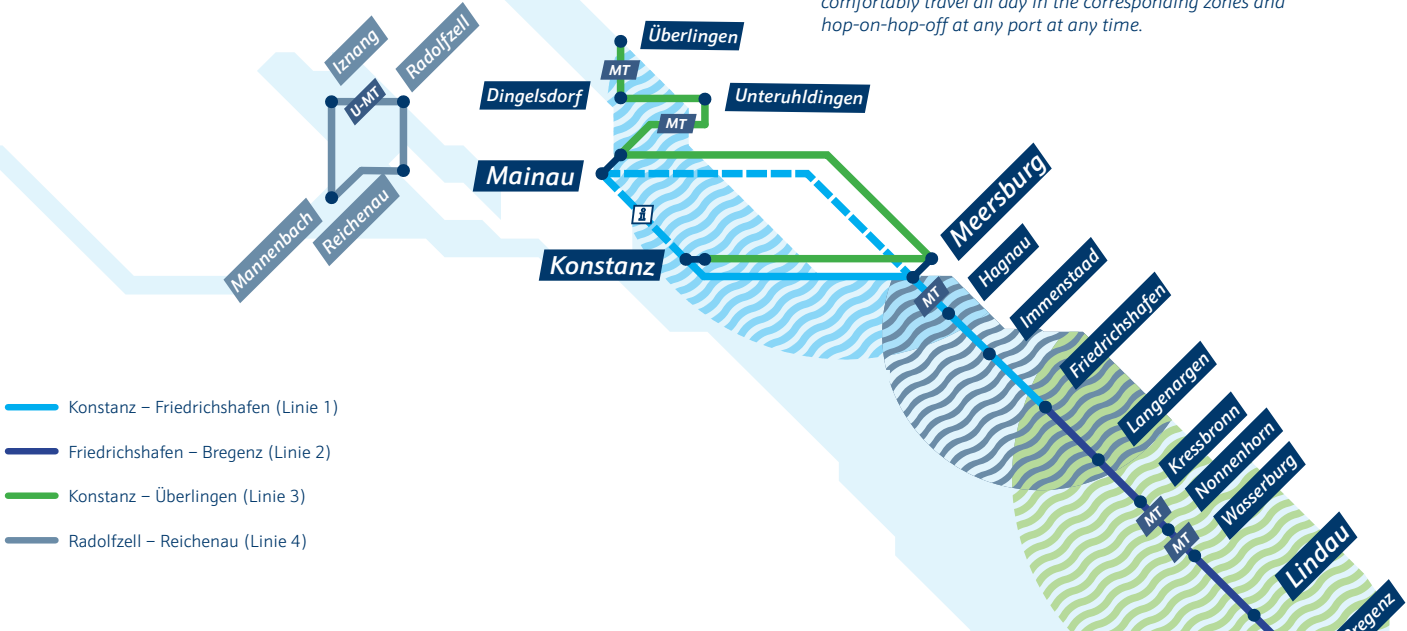 comfortably travel all day in the corresponding zones and
hop-on-hop-off at any port at any time.
Iznang
Radolfzell
U-MT
Mannenbach
Reichenau
Überlingen
MT
Dingelsdorf
Unteruhldingen
MT
Mainau
i
Konstanz
Meersburg
MT
Hagnau
Immenstaad
Friedrichshafen
Langenargen
Kressbronn
MT
Nonnenhorn
MT
Wasserburg
Lindau
Konstanz – Friedrichshafen (Linie 1)
Friedrichshafen – Bregenz (Linie 2)
Konstanz – Überlingen (Linie 3)
Radolfzell – Reichenau (Linie 4)